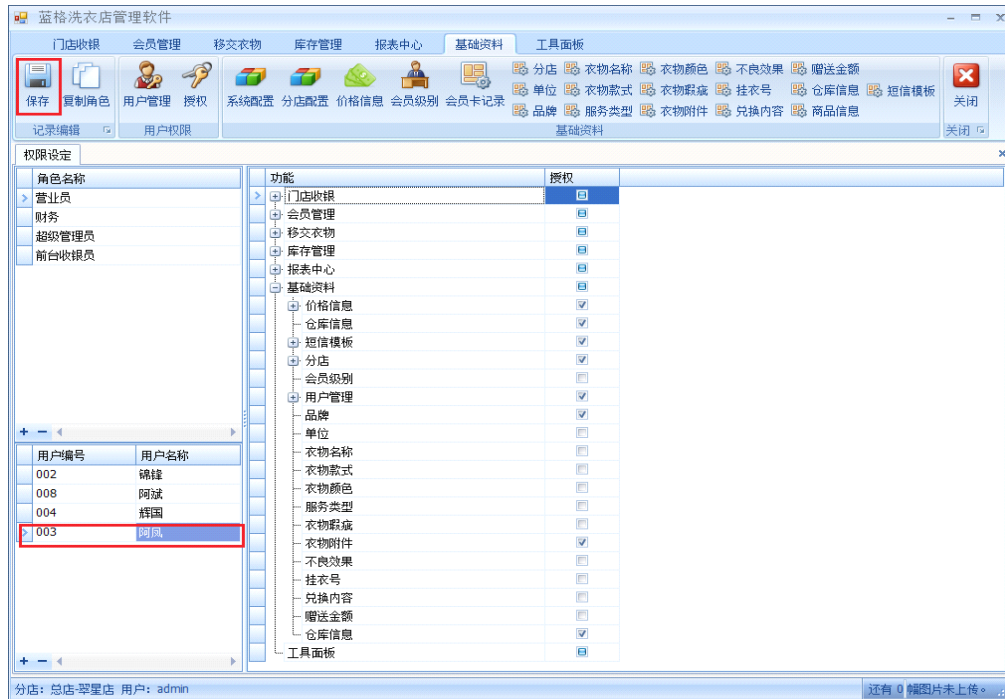 蓝格洗衣店管理软件
门店收银 会员管理 移交衣物 库存管理 报表中心 基础资料 工具面板
保存 复制角色 用户管理 授权 系统配置 分店配置 价格信息 会员级别 会员卡记录 关闭
分店 衣物名称 衣物颜色 不良效果 赠送金额
单位 衣物款式 衣物瑕疵 挂衣号 仓库信息 短信模板
品牌 服务类型 衣物附件 兑换内容 商品信息
记录编辑 用户权限 基础资料 关闭
权限设定
角色名称
营业员
财务
超级管理员
前台收银员
用户编号 用户名称
002 锦锋
008 阿斌
004 辉国
003 阿凤
功能 授权
门店收银
会员管理
移交衣物
库存管理
报表中心
基础资料
价格信息
仓库信息
短信模板
分店
会员级别
用户管理
品牌
单位
衣物名称
衣物款式
衣物颜色
服务类型
衣物瑕疵
衣物附件
不良效果
挂衣号
兑换内容
赠送金额
仓库信息
工具面板
分店：总店-翠星店 用户：admin 还有 0 幅图片未上传。